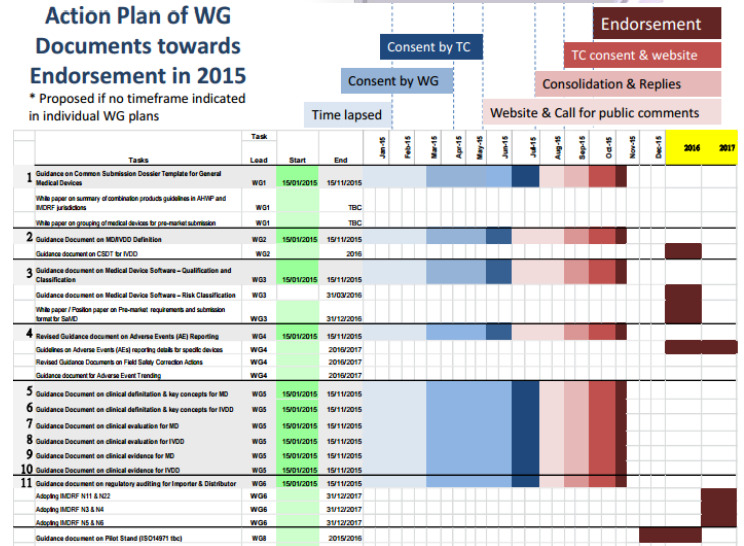 Action Plan of WG
Documents towards
Endorsement in 2015
* Proposed if no timeframe indicated
in individual WG plans
Endorsement
Consent by TC
TC consent & website
Consent by WG
Consolidation & Replies
Time lapsed
Website & Call for public comments
Task
Tasks Lead Start End Jan-15 Feb-15 Mar-15 Apr-15 May-15 Jun-15 Jul-15 Aug-15 Sep-15 Oct-15 Nov-15 Dec-15 2016 2017
1 Guidance on Common Submission Dossier Template for General
Medical Devices WG1 15/01/2015 15/11/2015
White paper on summary of combination products guidelines in AHWP and
IMDRF jurisdictions WG1 TBC
White paper on grouping of medical devices for pre-market submission WG1 TBC
2 Guidance Document on MD/IVDD Definition WG2 15/01/2015 15/11/2015
Guidance document on CSDT for IVDD WG2 2016
3 Guidance document on Medical Device Software – Qualification and
Classification WG3 15/01/2015 15/11/2015
Guidance document on Medical Device Software – Risk Classification WG3 31/03/2016
White paper / Position paper on Pre-market requirements and submission
format for SaMD WG3 31/12/2016
4 Revised Guidance document on Adverse Events (AE) Reporting WG4 15/01/2015 15/11/2015
Guidelines on Adverse Events (AEs) reporting details for specific devices WG4 2016/2017
Revised Guidance Documents on Field Safety Correction Actions WG4 2016/2017
Guidance document for Adverse Event Trending WG4 2016/2017
5 Guidance Document on clinical definitation & key concepts for MD WG5 15/01/2015 15/11/2015
6 Guidance Document on clinical definitation & key concepts for IVDD WG5 15/01/2015 15/11/2015
7 Guidance Document on clinical evaluation for MD WG5 15/01/2015 15/11/2015
8 Guidance Document on clinical evaluation for IVDD WG5 15/01/2015 15/11/2015
9 Guidance Document on clinical evidence for MD WG5 15/01/2015 15/11/2015
10 Guidance Document on clinical evidence for IVDD WG5 15/01/2015 15/11/2015
11 Guidance document on regulatory auditing for Importer & Distributor WG6 15/01/2015 15/11/2015
Adopting IMDRF N11 & N22 WG6 31/12/2017
Adopting IMDRF N3 & N4 WG6 31/12/2017
Adopting IMDRF N5 & N6 WG6 31/12/2017
Guidance document on Pilot Stand (ISO14971 tbc) WG8 2015/2016